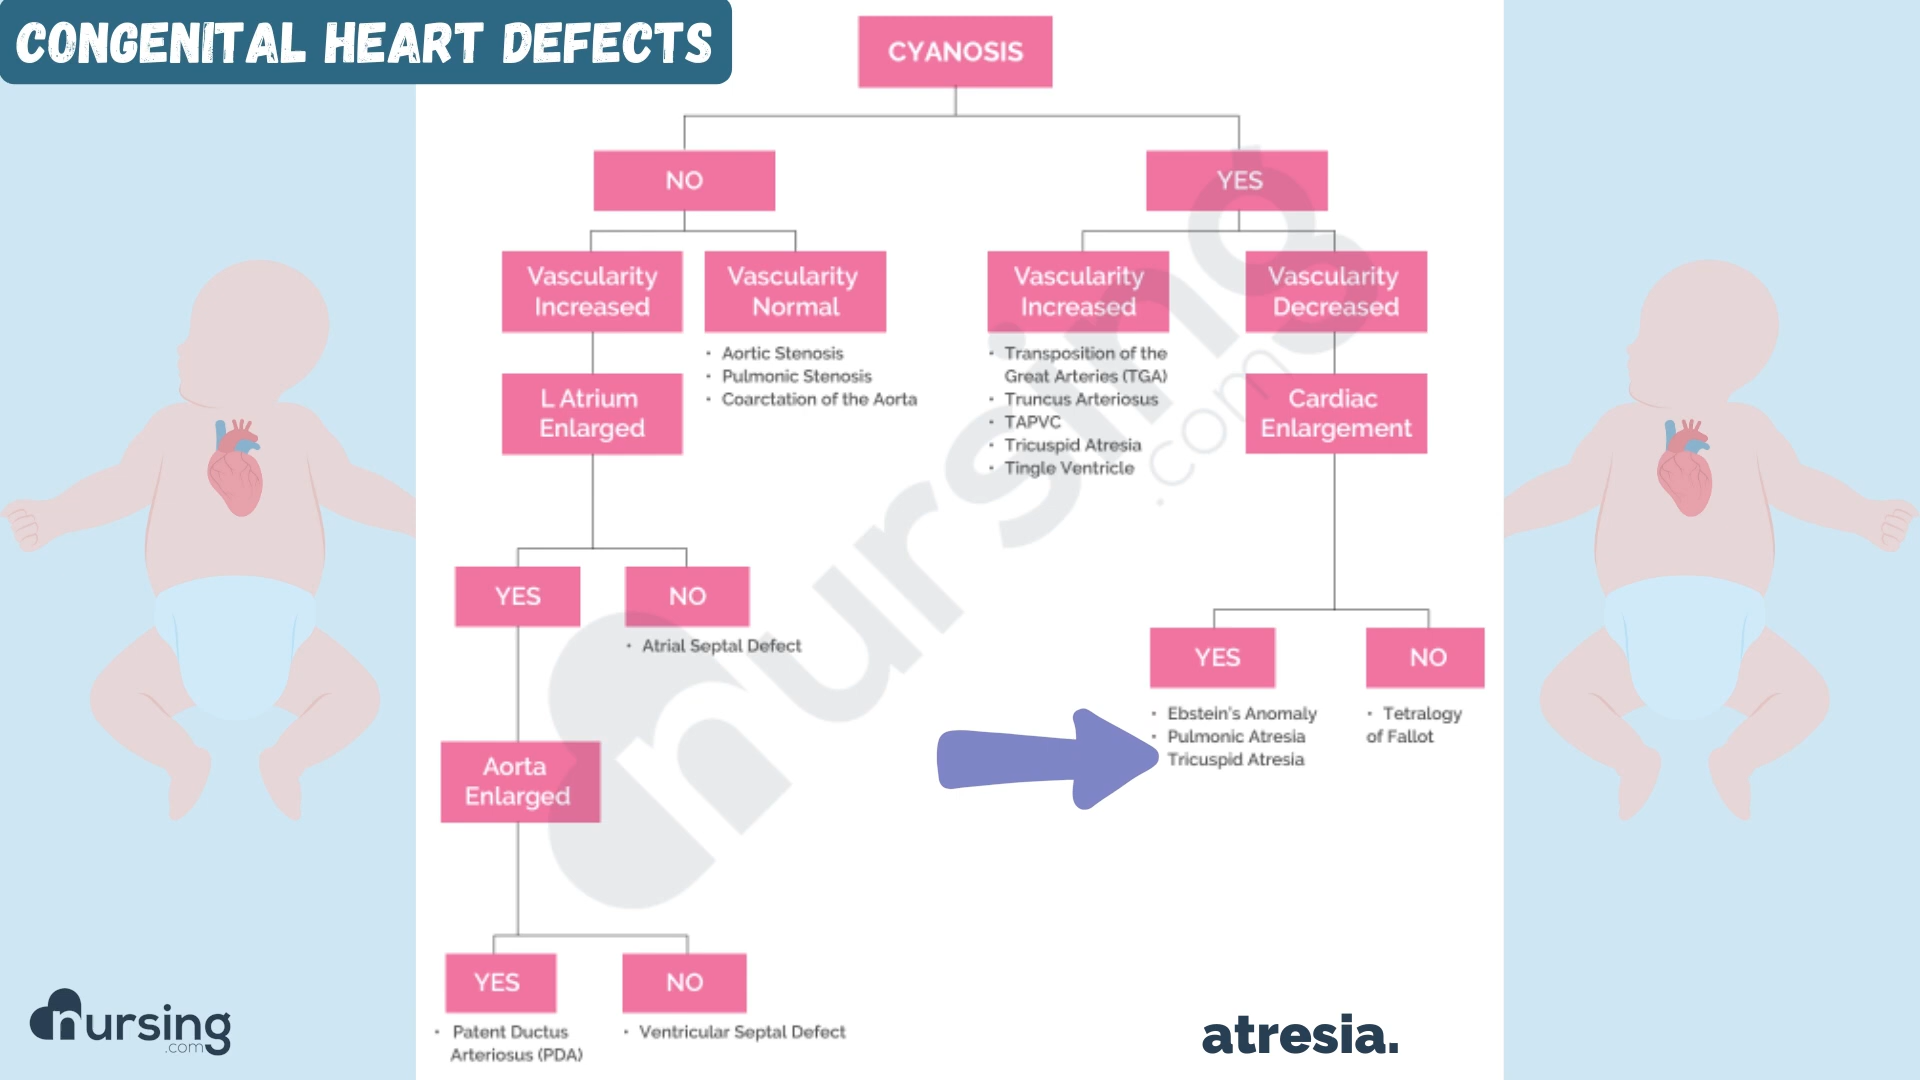 CONGENITAL HEART DEFECTS
CYANOSIS
NO
YES
Vascularity
Increased
Vascularity
Normal
Vascularity
Increased
Vascularity
Decreased
• Aortic Stenosis
• Pulmonic Stenosis
• Coarctation of the Aorta
• Transposition of the
Great Arteries (TGA)
• Truncus Arteriosus
• TAPVC
• Tricuspid Atresia
• Tingle Ventricle
L Atrium
Enlarged
Cardiac
Enlargement
YES
NO
• Atrial Septal Defect
YES
NO
• Ebstein's Anomaly
• Pulmonic Atresia
Tricuspid Atresia
• Tetralogy
of Fallot
Aorta
Enlarged
YES
NO
• Patent Ductus
Arteriosus (PDA)
• Ventricular Septal Defect
nursing
.com
nursing
.com
atresia.